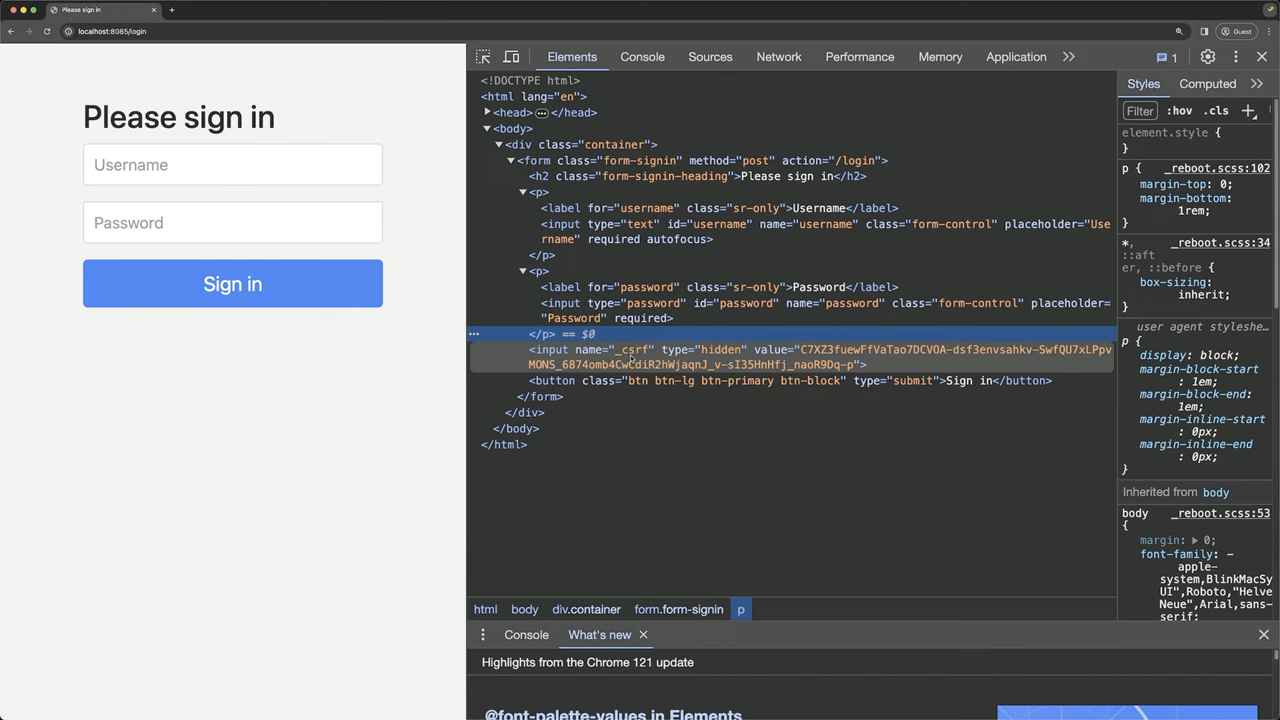 Please sign in
localhost:8085/login
Guest
Please sign in
Username
Password
Sign in
Elements
Console
Sources
Network
Performance
Memory
Application
1
<!DOCTYPE html>
<html lang="en">
<head> </head>
<body>
<div class="container">
<form class="form-signin" method="post" action="/login">
<h2 class="form-signin-heading">Please sign in</h2>
<p>
<label for="username" class="sr-only">Username</label>
<input type="text" id="username" name="username" class="form-control" placeholder="Use
rname" required autofocus>
</p>
<p>
<label for="password" class="sr-only">Password</label>
<input type="password" id="password" name="password" class="form-control" placeholder=
"Password" required>
</p> == $0
<input name="_csrf" type="hidden" value="C7XZ3fuewFfVaTao7DCVOA-dsf3envsahkv-SwfQU7xLPpv
MONS_6874omb4CwCdiR2hWjaqnJ_v-sI35HnHfj_naoR9Dq-p">
<button class="btn btn-lg btn-primary btn-block" type="submit">Sign in</button>
</form>
</div>
</body>
</html>
html
body
div.container
form.form-signin
p
Styles
Computed
Filter
:hov
.cls
element.style {
}
p {
_reboot.scss:102
margin-top: 0;
margin-bottom:
1rem;
}
*,
_reboot.scss:34
::aft
er, ::before {
box-sizing:
inherit;
}
user agent styleshe…
p {
display: block;
margin-block-start
: 1em;
margin-block-end:
1em;
margin-inline-start
: 0px;
margin-inline-end
: 0px;
}
Inherited from body
body
_reboot.scss:53
{
margin: 0;
font-family: -
apple-
system,BlinkMacSy
UI",Roboto,"Helve
Neue",Arial,sans-
serif;
Console
What's new
Highlights from the Chrome 121 update
@font-palette-values in Elements